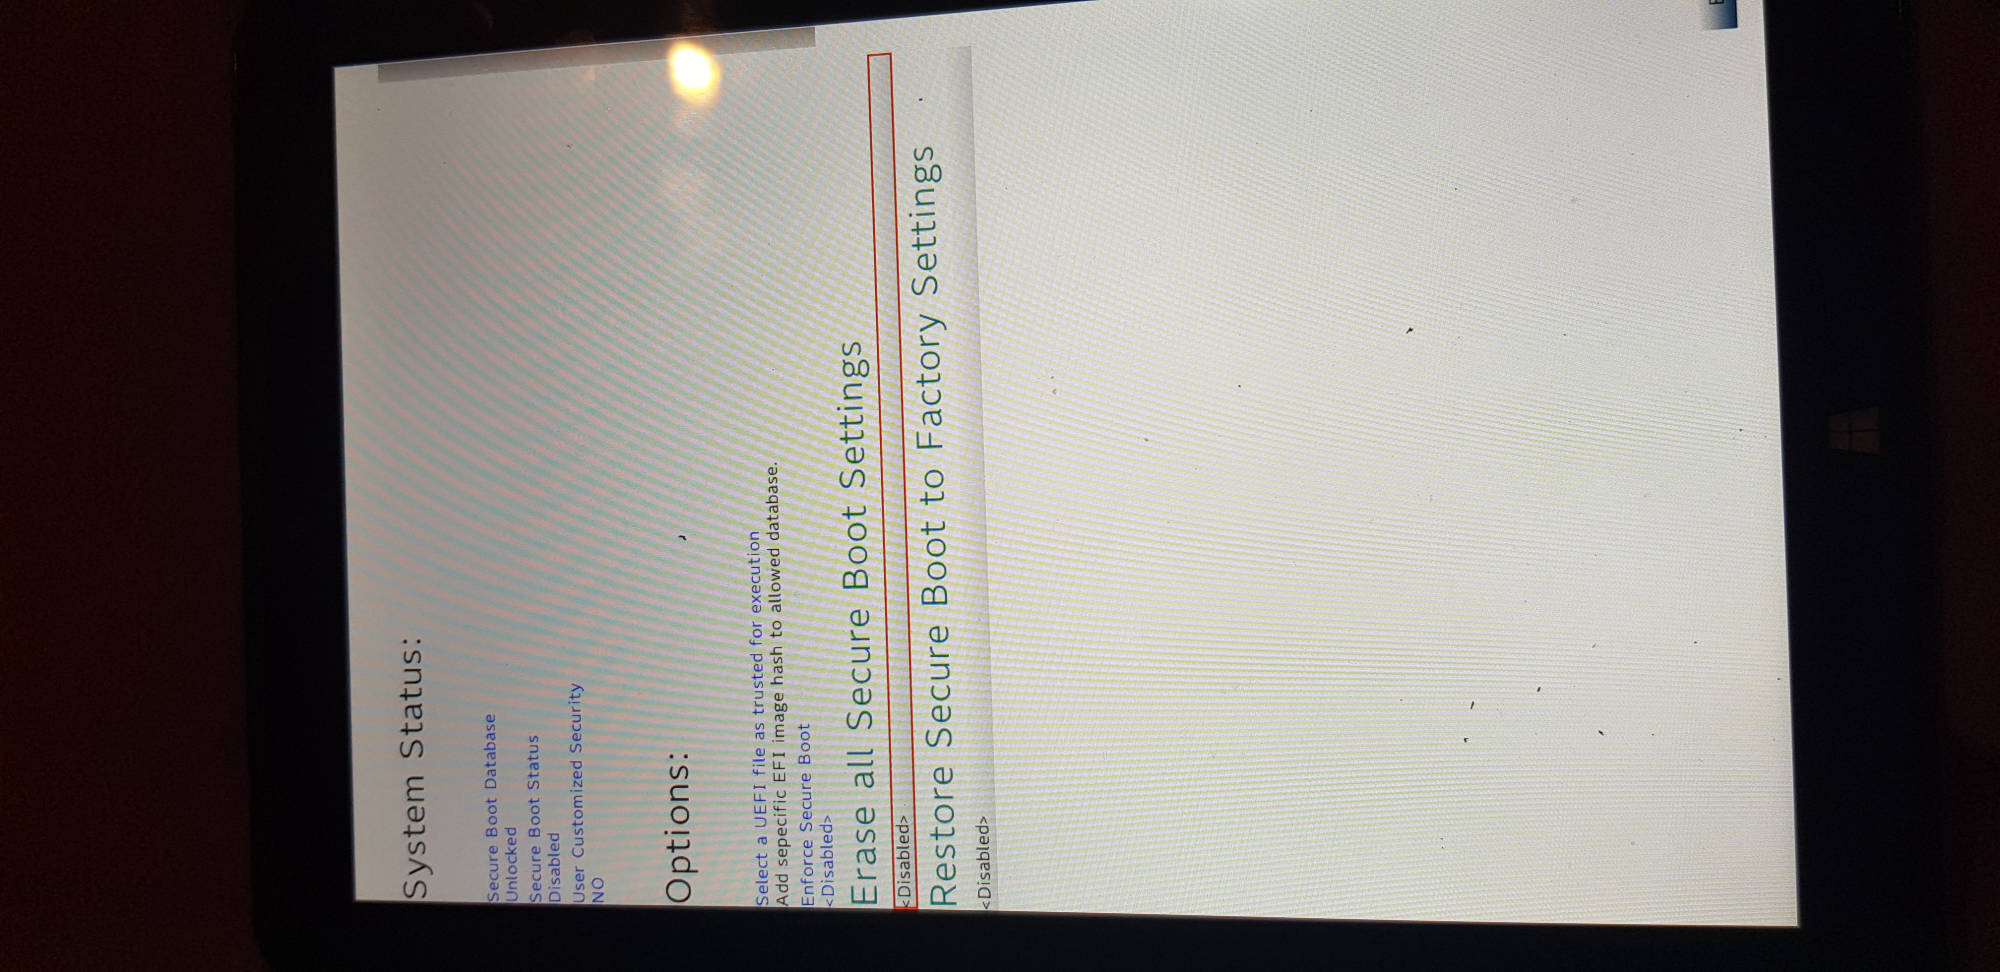 System Status:
Secure Boot Database
Unlocked
Secure Boot Status
Disabled
User Customized Security
NO
Options:
Select a UEFI file as trusted for execution
Add sepecific EFI image hash to allowed database.
Enforce Secure Boot
<Disabled>
Erase all Secure Boot Settings
<Disabled>
Restore Secure Boot to Factory Settings
<Disabled>